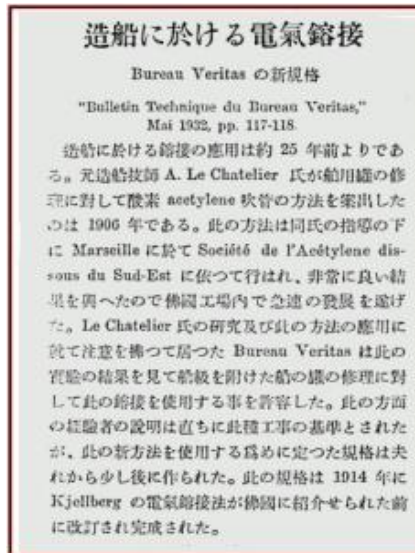 造船に於ける電氣鎔接
Bureau Veritas の新規格
"Bulletin Technique du Bureau Veritas,"
Mai 1932, pp. 117-118.
造船に於ける鎔接の應用は約 25 年前よりであ
る。元造船技師 A. Le Chatelier 氏が舶用罐の修
理に對して酸素 acetylene 吹管の方法を案出した
のは 1906 年である。此の方法は同氏の指導の下
に Marseille に於て Société de l'Acétylene dis-
sous du Sud-Est に依つて行はれ、非常に良い結
果を與へたので佛國工場内で急速の發展を遂げ
た。Le Chatelier 氏の研究及び此の方法の應用に
就て注意を拂つて居つた Bureau Veritas は此の
實驗の結果を見て船級を附けた船の罐の修理に對
して此の鎔接を使用する事を許容した。此の方面
の經驗者の説明は直ちに此種工事の基準とされた
が、此の新方法を使用する爲めに定つた規格は夫
れから少し後に作られた。此の規格は 1914 年に
Kjellberg の電氣鎔接法が佛國に紹介せられた前
に改訂され完成された。